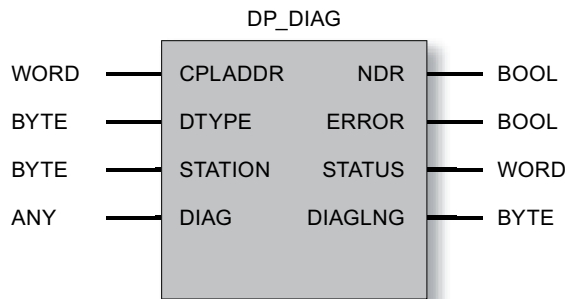 DP_DIAG
WORD CPLADDR NDR BOOL
BYTE DTYPE ERROR BOOL
BYTE STATION STATUS WORD
ANY DIAG DIAGLNG BYTE